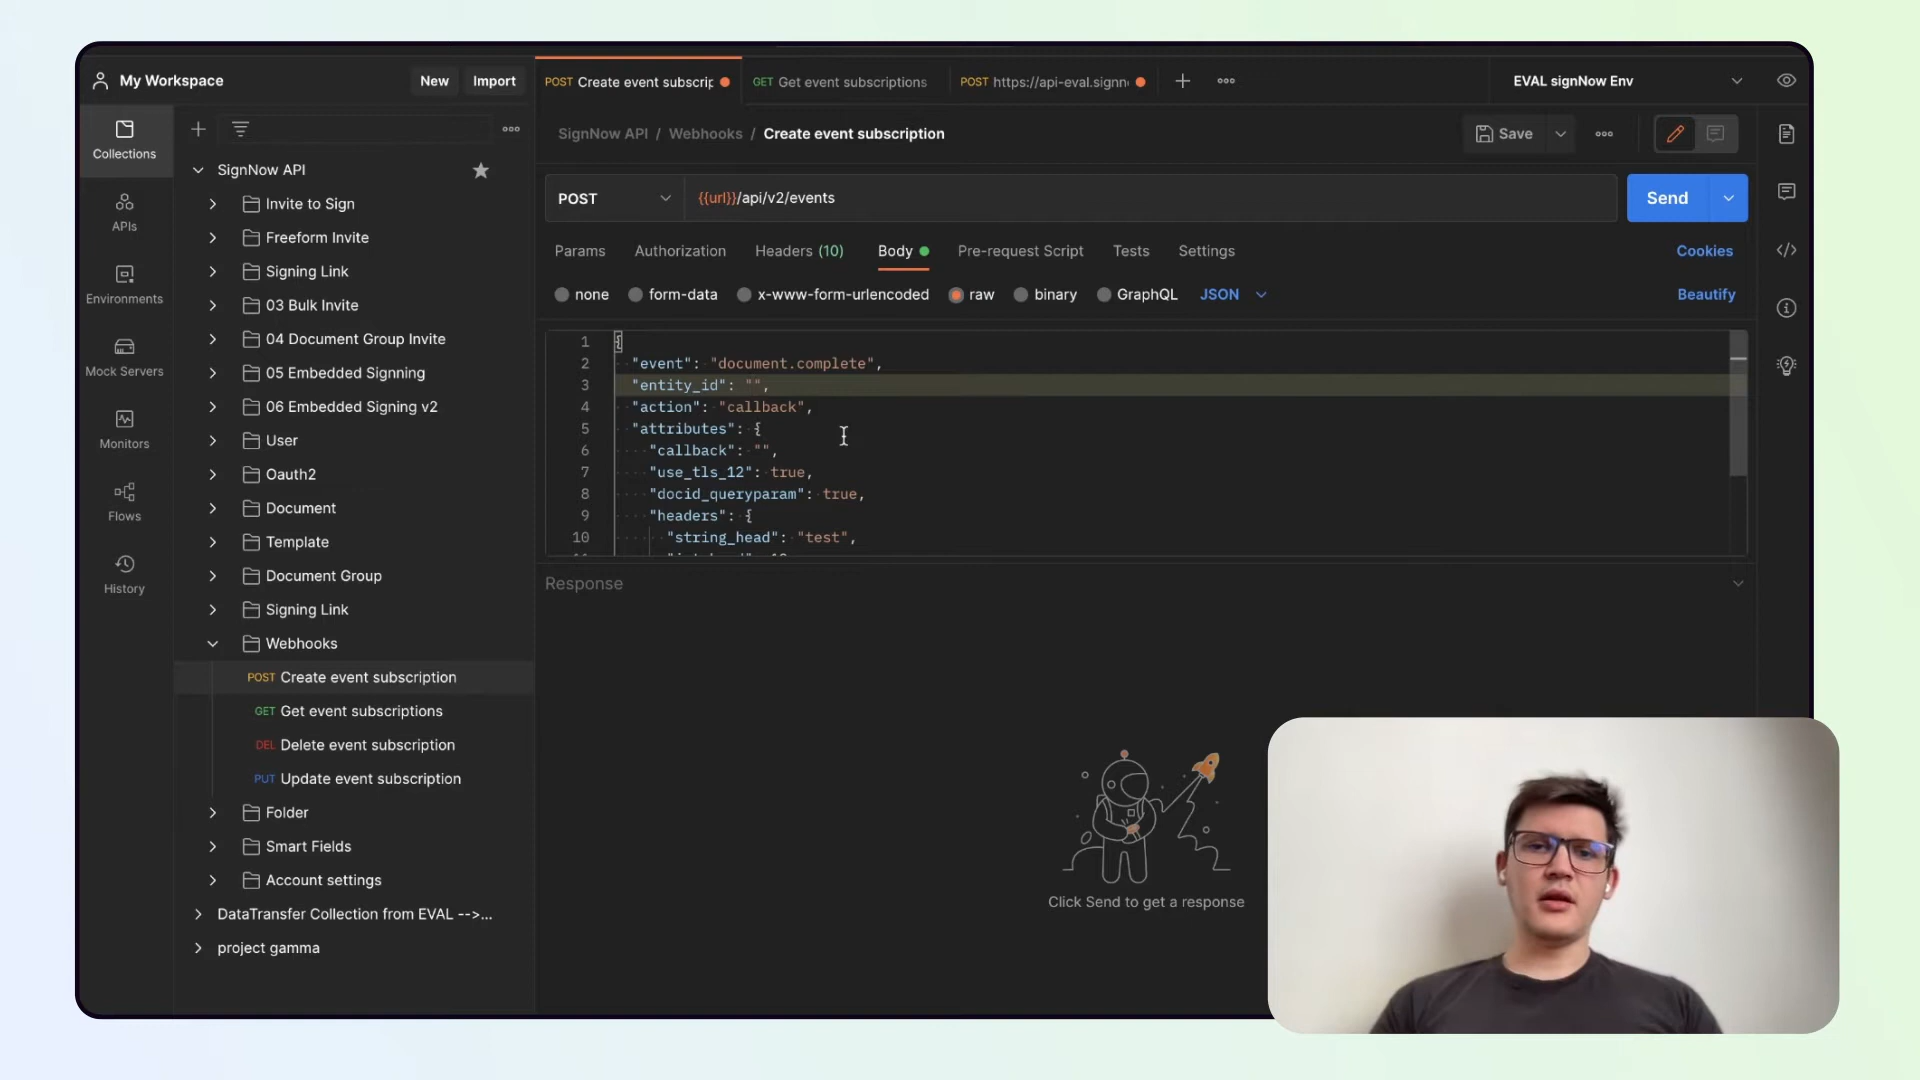 My Workspace
New
Import
POST Create event subscrip
GET Get event subscriptions
POST https://api-eval.signn
EVAL signNow Env
Collections
APIs
Environments
Mock Servers
Monitors
Flows
History
SignNow API
Invite to Sign
Freeform Invite
Signing Link
03 Bulk Invite
04 Document Group Invite
05 Embedded Signning
06 Embedded Signing v2
User
Oauth2
Document
Template
Document Group
Signing Link
Webhooks
POST Create event subscription
GET Get event subscriptions
DEL Delete event subscription
PUT Update event subscription
Folder
Smart Fields
Account settings
DataTransfer Collection from EVAL -->...
project gamma
SignNow API / Webhooks / Create event subscription
Save
POST
{{url}}/api/v2/events
Send
Params
Authorization
Headers (10)
Body
Pre-request Script
Tests
Settings
Cookies
none
form-data
x-www-form-urlencoded
raw
binary
GraphQL
JSON
Beautify
1 {
2 "event": "document.complete",
3 "entity_id": "",
4 "action": "callback",
5 "attributes": {
6 "callback": "",
7 "use_tls_12": true,
8 "docid_queryparam": true,
9 "headers": {
10 "string_head": "test",
Response
Click Send to get a response